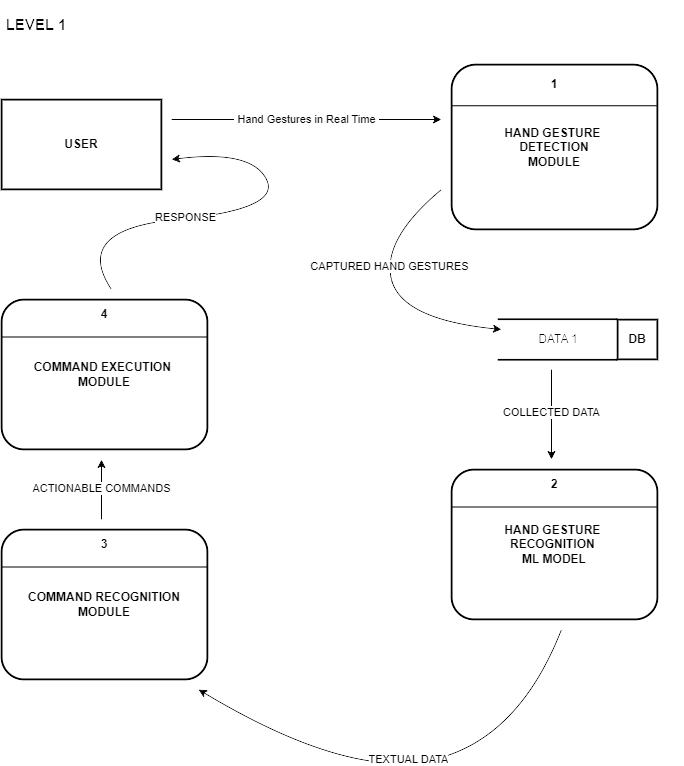 LEVEL 1
USER
Hand Gestures in Real Time
1
HAND GESTURE
DETECTION
MODULE
RESPONSE
CAPTURED HAND GESTURES
4
COMMAND EXECUTION
MODULE
DATA 1
DB
COLLECTED DATA
ACTIONABLE COMMANDS
2
HAND GESTURE
RECOGNITION
ML MODEL
3
COMMAND RECOGNITION
MODULE
TEXTUAL DATA